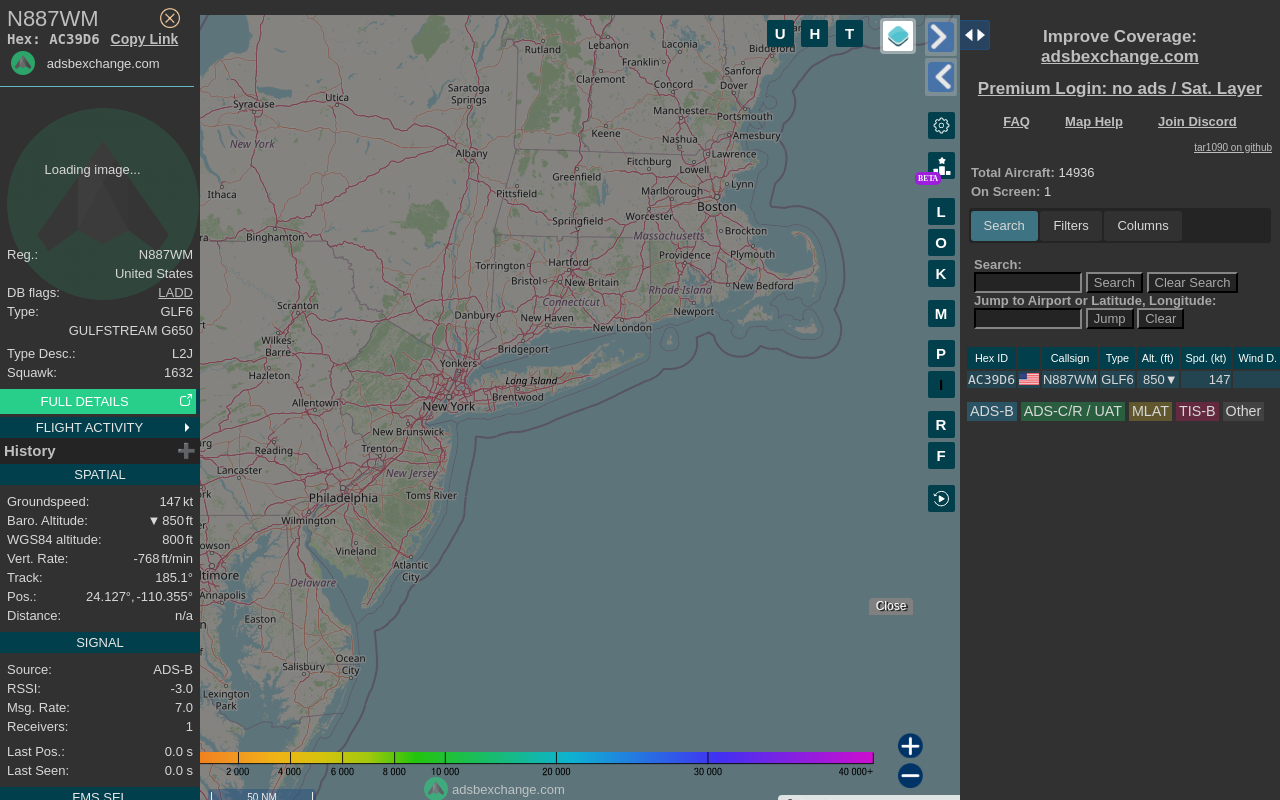 N887WM
Hex: AC39D6 Copy Link
adsbexchange.com
Loading image...
Reg.: N887WM
United States
DB flags: LADD
Type: GLF6
GULFSTREAM G650
Type Desc.: L2J
Squawk: 1632
FULL DETAILS
FLIGHT ACTIVITY
History
SPATIAL
Groundspeed: 147 kt
Baro. Altitude: ▼ 850 ft
WGS84 altitude: 800 ft
Vert. Rate: -768 ft/min
Track: 185.1°
Pos.: 24.127°, -110.355°
Distance: n/a
SIGNAL
Source: ADS-B
RSSI: -3.0
Msg. Rate: 7.0
Receivers: 1
Last Pos.: 0.0 s
Last Seen: 0.0 s
FMS SEL
U H T
Rutland
Lebanon
Laconia
Biddeford
Franklin
Claremont
Sanford
Concord
Dover
Saratoga
Springs
Syracuse
Utica
Manchester
Portsmouth
Keene
Nashua
Amesbury
New York
Albany
Fitchburg
Lawrence
Lowell
Greenfield
Ithaca
Pittsfield
Marlborough
Lynn
Boston
Worcester
Springfield
Massachusetts
Brockton
Binghamton
Torrington
Hartford
Providence
Plymouth
Bristol
New Britain
New Bedford
Connecticut
Rhode Island
Scranton
Danbury
New Haven
Newport
New London
Wilkes-
Barre
Bridgeport
Yonkers
Hazleton
Long Island
Allentown
New York
Brentwood
New Brunswick
Reading
Trenton
Lancaster
New Jersey
Philadelphia
Toms River
Wilmington
Vineland
Atlantic
City
Delaware
Annapolis
Easton
Ocean
City
Salisbury
Lexington
Park
BETA
L
O
K
M
P
I
R
F
Close
2 000 4 000 6 000 8 000 10 000 20 000 30 000 40 000+
adsbexchange.com
50 NM
Improve Coverage:
adsbexchange.com
Premium Login: no ads / Sat. Layer
FAQ Map Help Join Discord
tar1090 on github
Total Aircraft: 14936
On Screen: 1
Search Filters Columns
Search:
Search Clear Search
Jump to Airport or Latitude, Longitude:
Jump Clear
Hex ID Callsign Type Alt. (ft) Spd. (kt) Wind D.
AC39D6 N887WM GLF6 850▼ 147
ADS-B ADS-C/R / UAT MLAT TIS-B Other